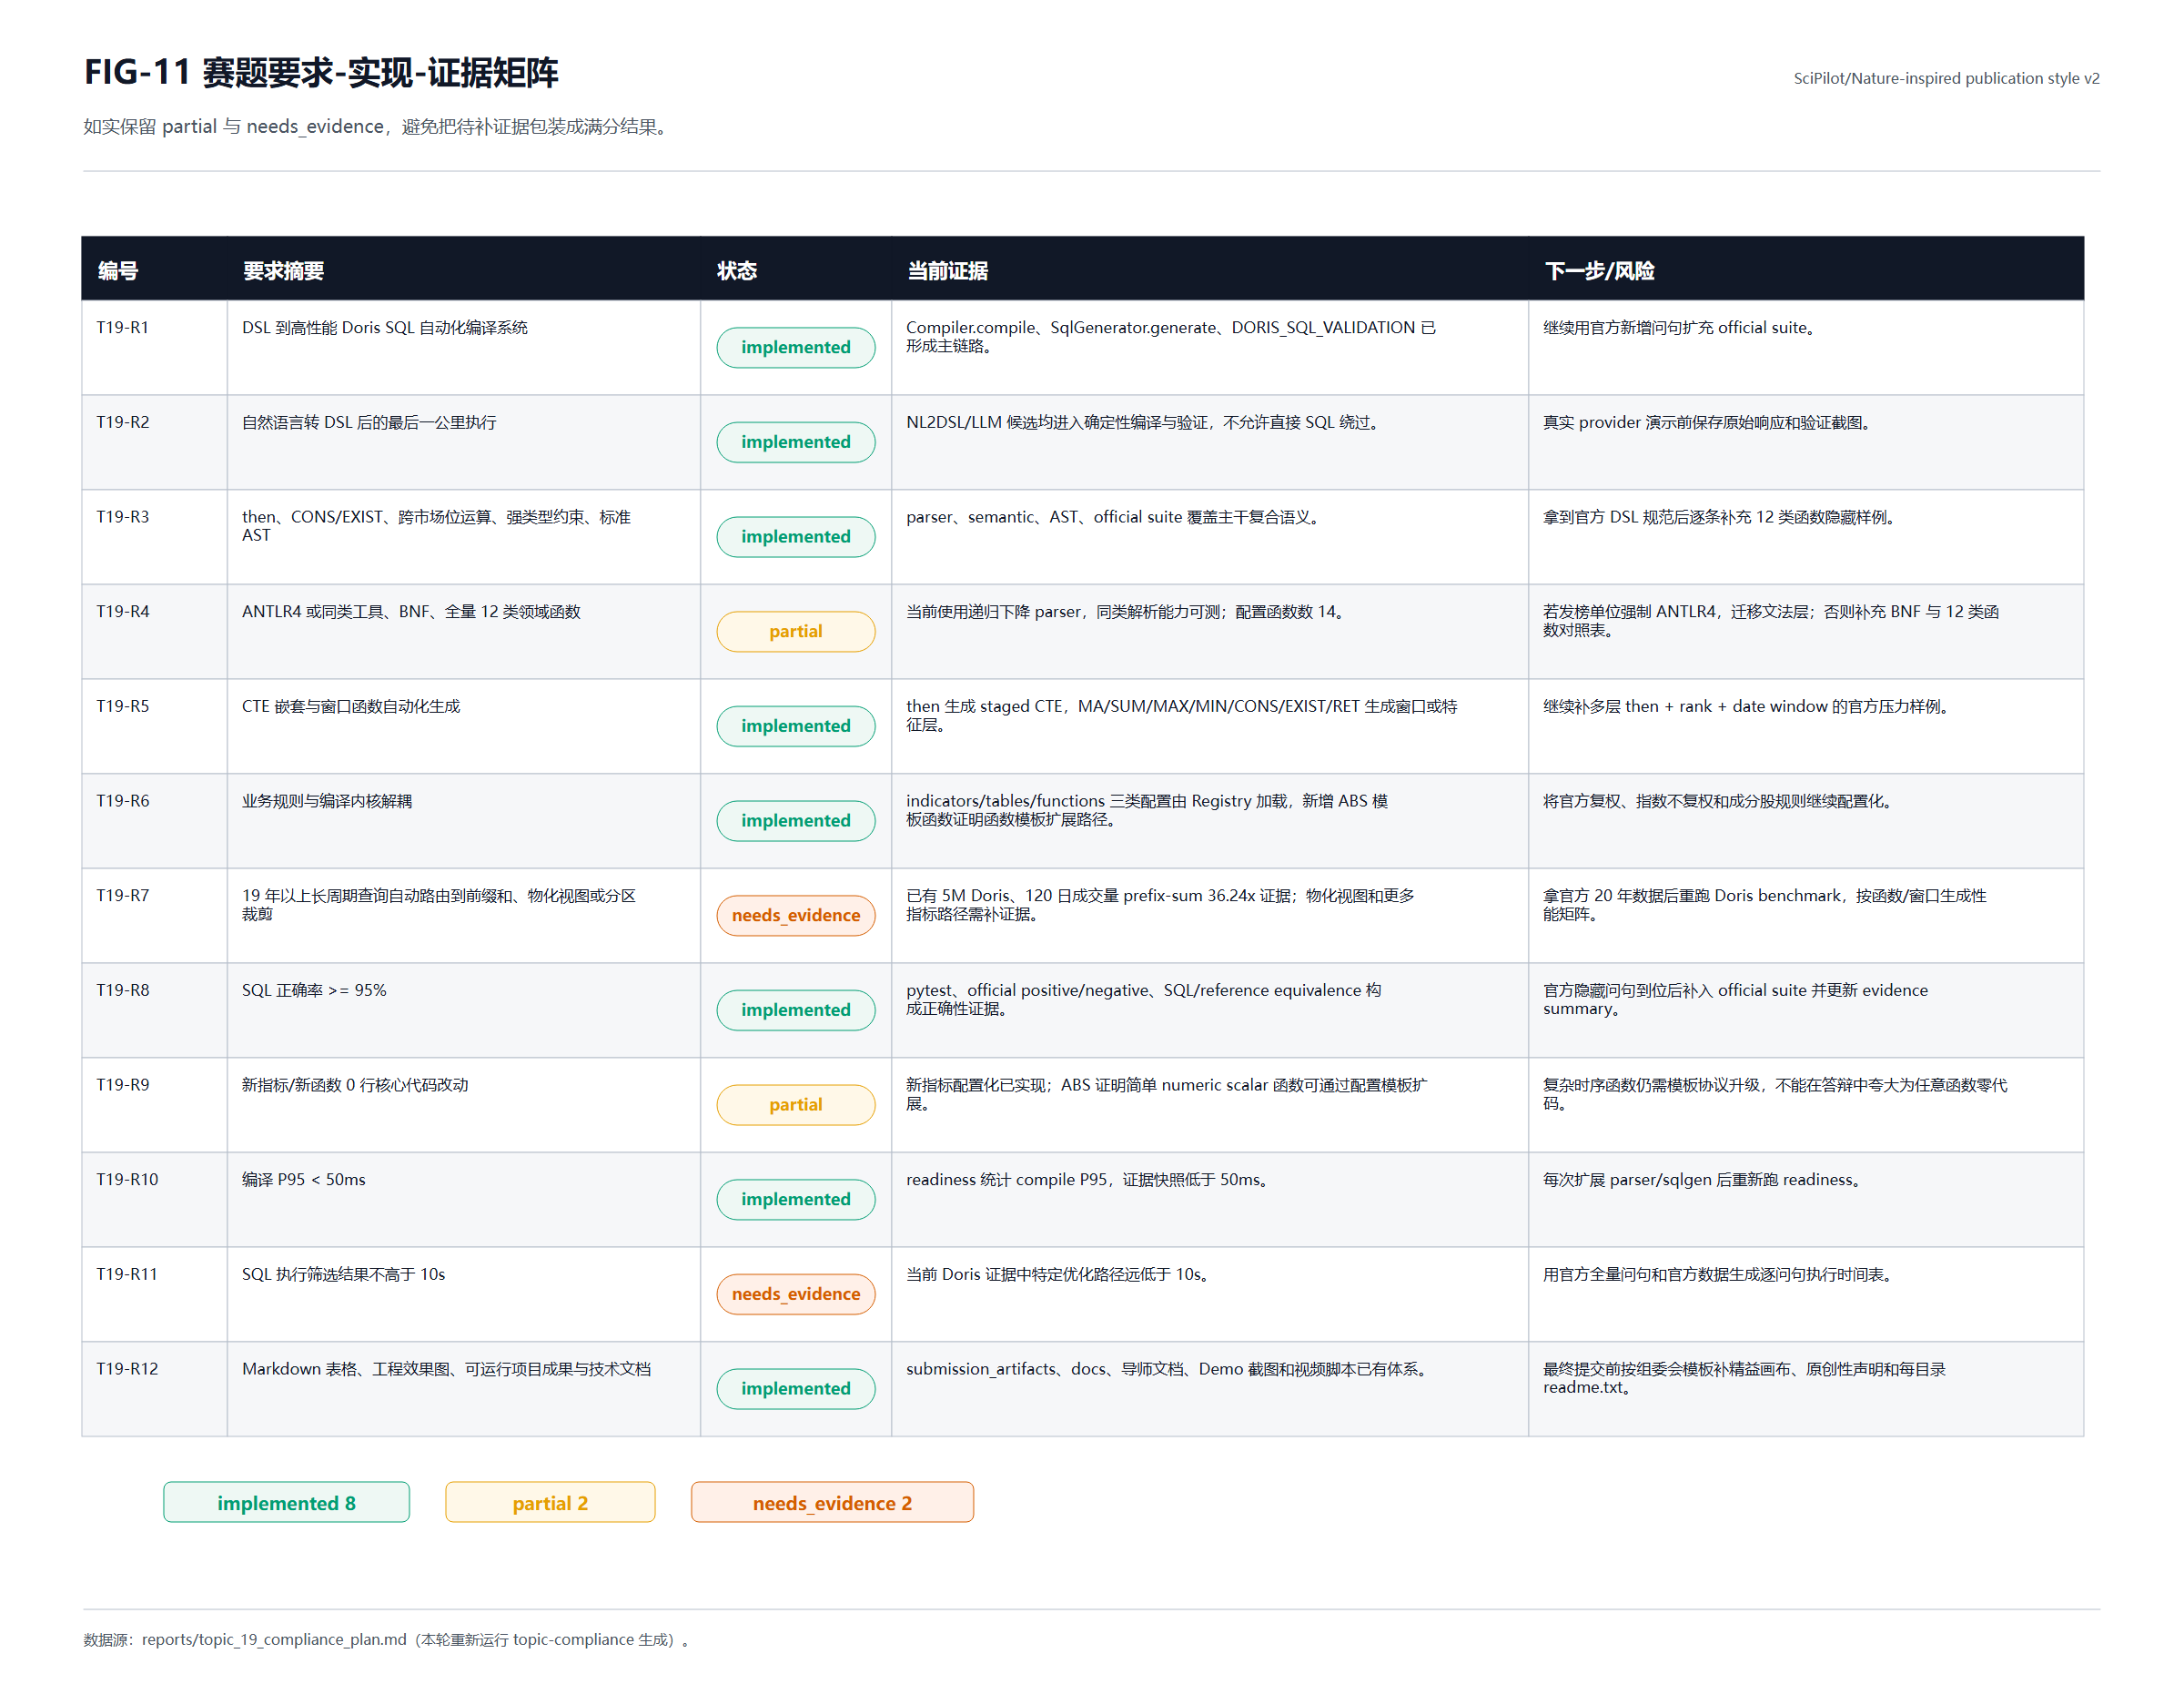 FIG-11 赛题要求-实现-证据矩阵
SciPilot/Nature-inspired publication style v2
如实保留 partial 与 needs_evidence，避免把待补证据包装成满分结果。
编号 要求摘要 状态 当前证据 下一步/风险
T19-R1
DSL 到高性能 Doris SQL 自动化编译系统
implemented
Compiler.compile、SqlGenerator.generate、DORIS_SQL_VALIDATION 已
形成主链路。
继续用官方新增问句扩充 official suite。
T19-R2
自然语言转 DSL 后的最后一公里执行
implemented
NL2DSL/LLM 候选均进入确定性编译与验证，不允许直接 SQL 绕过。
真实 provider 演示前保存原始响应和验证截图。
T19-R3
then、CONS/EXIST、跨市场位运算、强类型约束、标准
AST
implemented
parser、semantic、AST、official suite 覆盖主干复合语义。
拿到官方 DSL 规范后逐条补充 12 类函数隐藏样例。
T19-R4
ANTLR4 或同类工具、BNF、全量 12 类领域函数
partial
当前使用递归下降 parser，同类解析能力可测；配置函数数 14。
若发榜单位强制 ANTLR4，迁移文法层；否则补充 BNF 与 12 类函
数对照表。
T19-R5
CTE 嵌套与窗口函数自动化生成
implemented
then 生成 staged CTE，MA/SUM/MAX/MIN/CONS/EXIST/RET 生成窗口或特
征层。
继续补多层 then + rank + date window 的官方压力样例。
T19-R6
业务规则与编译内核解耦
implemented
indicators/tables/functions 三类配置由 Registry 加载，新增 ABS 模
板函数证明函数模板扩展路径。
将官方复权、指数不复权和成分股规则继续配置化。
T19-R7
19 年以上长周期查询自动路由到前缀和、物化视图或分区
裁剪
needs_evidence
已有 5M Doris、120 日成交量 prefix-sum 36.24x 证据；物化视图和更多
指标路径需补证据。
拿官方 20 年数据后重跑 Doris benchmark，按函数/窗口生成性
能矩阵。
T19-R8
SQL 正确率 >= 95%
implemented
pytest、official positive/negative、SQL/reference equivalence 构
成正确性证据。
官方隐藏问句到位后补入 official suite 并更新 evidence
summary。
T19-R9
新指标/新函数 0 行核心代码改动
partial
新指标配置化已实现；ABS 证明简单 numeric scalar 函数可通过配置模板扩
展。
复杂时序函数仍需模板协议升级，不能在答辩中夸大为任意函数零代
码。
T19-R10
编译 P95 < 50ms
implemented
readiness 统计 compile P95，证据快照低于 50ms。
每次扩展 parser/sqlgen 后重新跑 readiness。
T19-R11
SQL 执行筛选结果不高于 10s
needs_evidence
当前 Doris 证据中特定优化路径远低于 10s。
用官方全量问句和官方数据生成逐问句执行时间表。
T19-R12
Markdown 表格、工程效果图、可运行项目成果与技术文档
implemented
submission_artifacts、docs、导师文档、Demo 截图和视频脚本已有体系。
最终提交前按组委会模板补精益画布、原创性声明和每目录
readme.txt。
implemented 8 partial 2 needs_evidence 2
数据源：reports/topic_19_compliance_plan.md（本轮重新运行 topic-compliance 生成）。